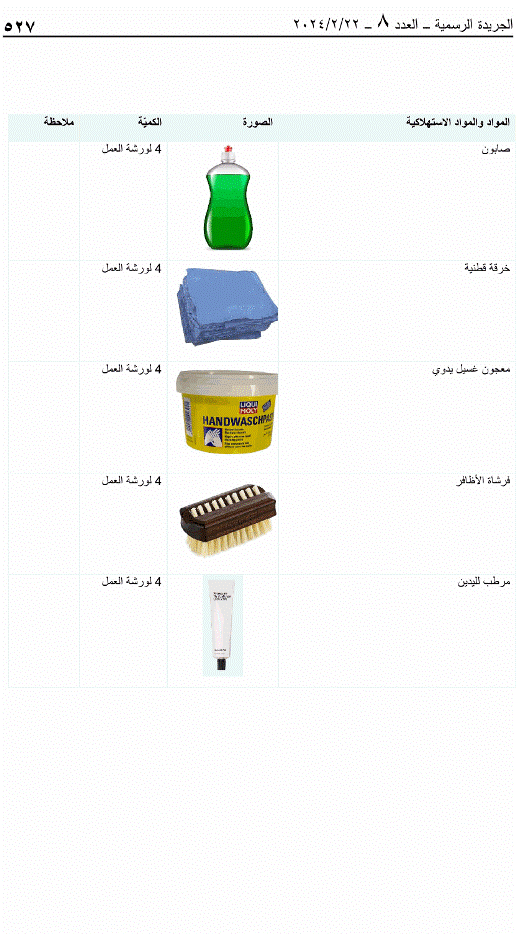 الجريدة الرسمية – العدد ٨ – ٢٠٢٤/٢/٢٢ ٥٢٧
المواد والمواد الاستهلاكية الصورة الكميّة ملاحظة
صابون 4 لورشة العمل
خرقة قطنية 4 لورشة العمل
معجون غسيل يدوي 4 لورشة العمل
LIQUI
MOLY
HANDWASCHPAS
فرشاة الأظافر 4 لورشة العمل
مرطب لليدين 4 لورشة العمل